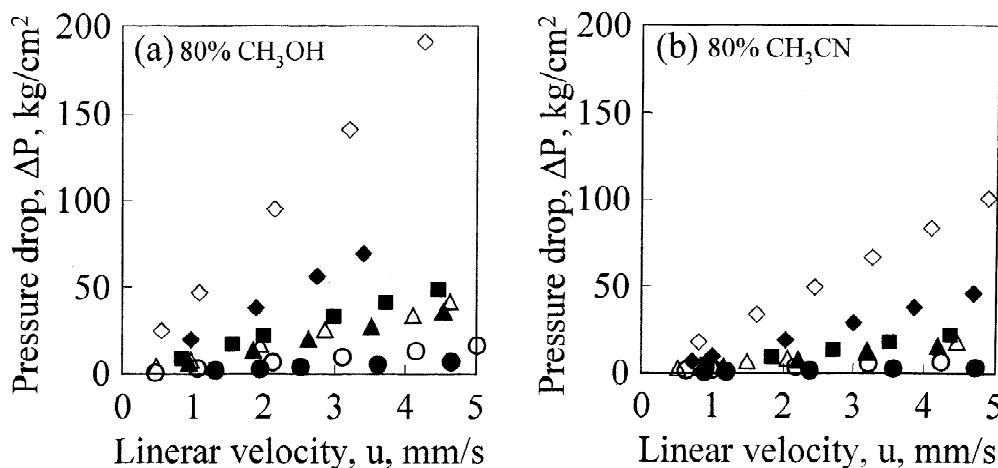 (a) 80% CH₃OH
Pressure drop, ΔP, kg/cm²
200
150
100
50
0
0 1 2 3 4 5
Linerar velocity, u, mm/s
(b) 80% CH₃CN
Pressure drop, ΔP, kg/cm²
200
150
100
50
0
0 1 2 3 4 5
Linear velocity, u, mm/s